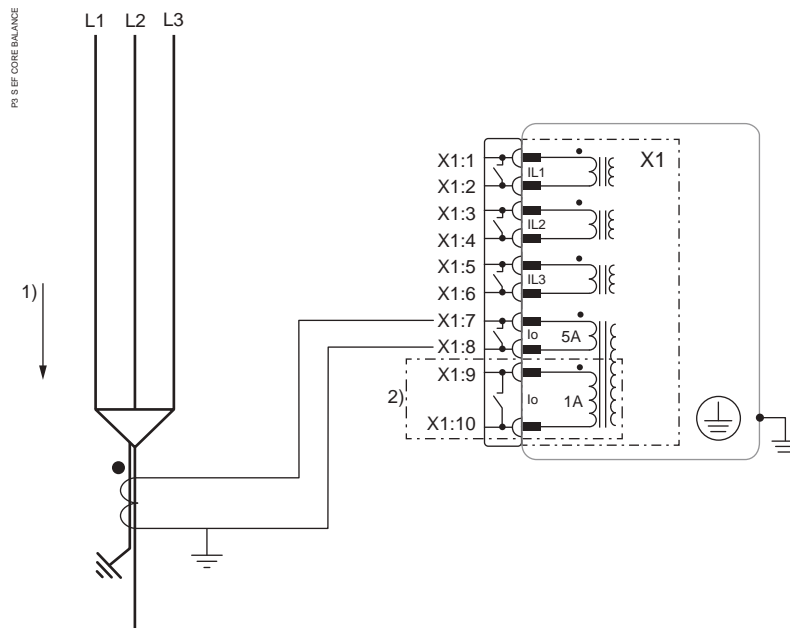 P3 S EF CORE BALANCE
L1 L2 L3
X1
X1:1
IL1
X1:2
X1:3
IL2
X1:4
X1:5
IL3
X1:6
1)
X1:7
Io 5A
X1:8
X1:9
2)
Io 1A
X1:10